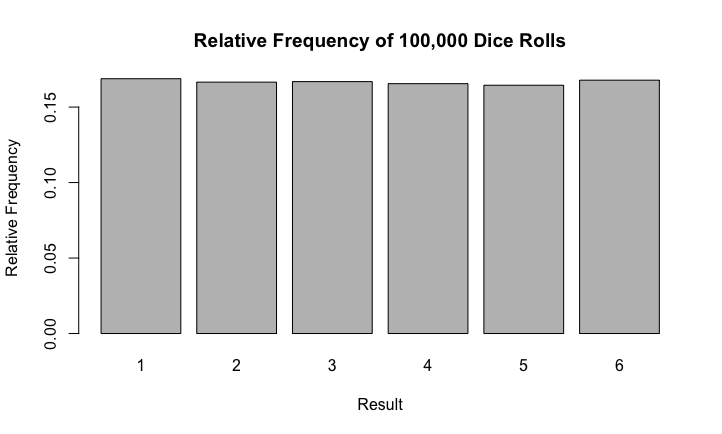 Relative Frequency of 100,000 Dice Rolls
Relative Frequency
0.15
0.10
0.05
0.00
1 2 3 4 5 6
Result